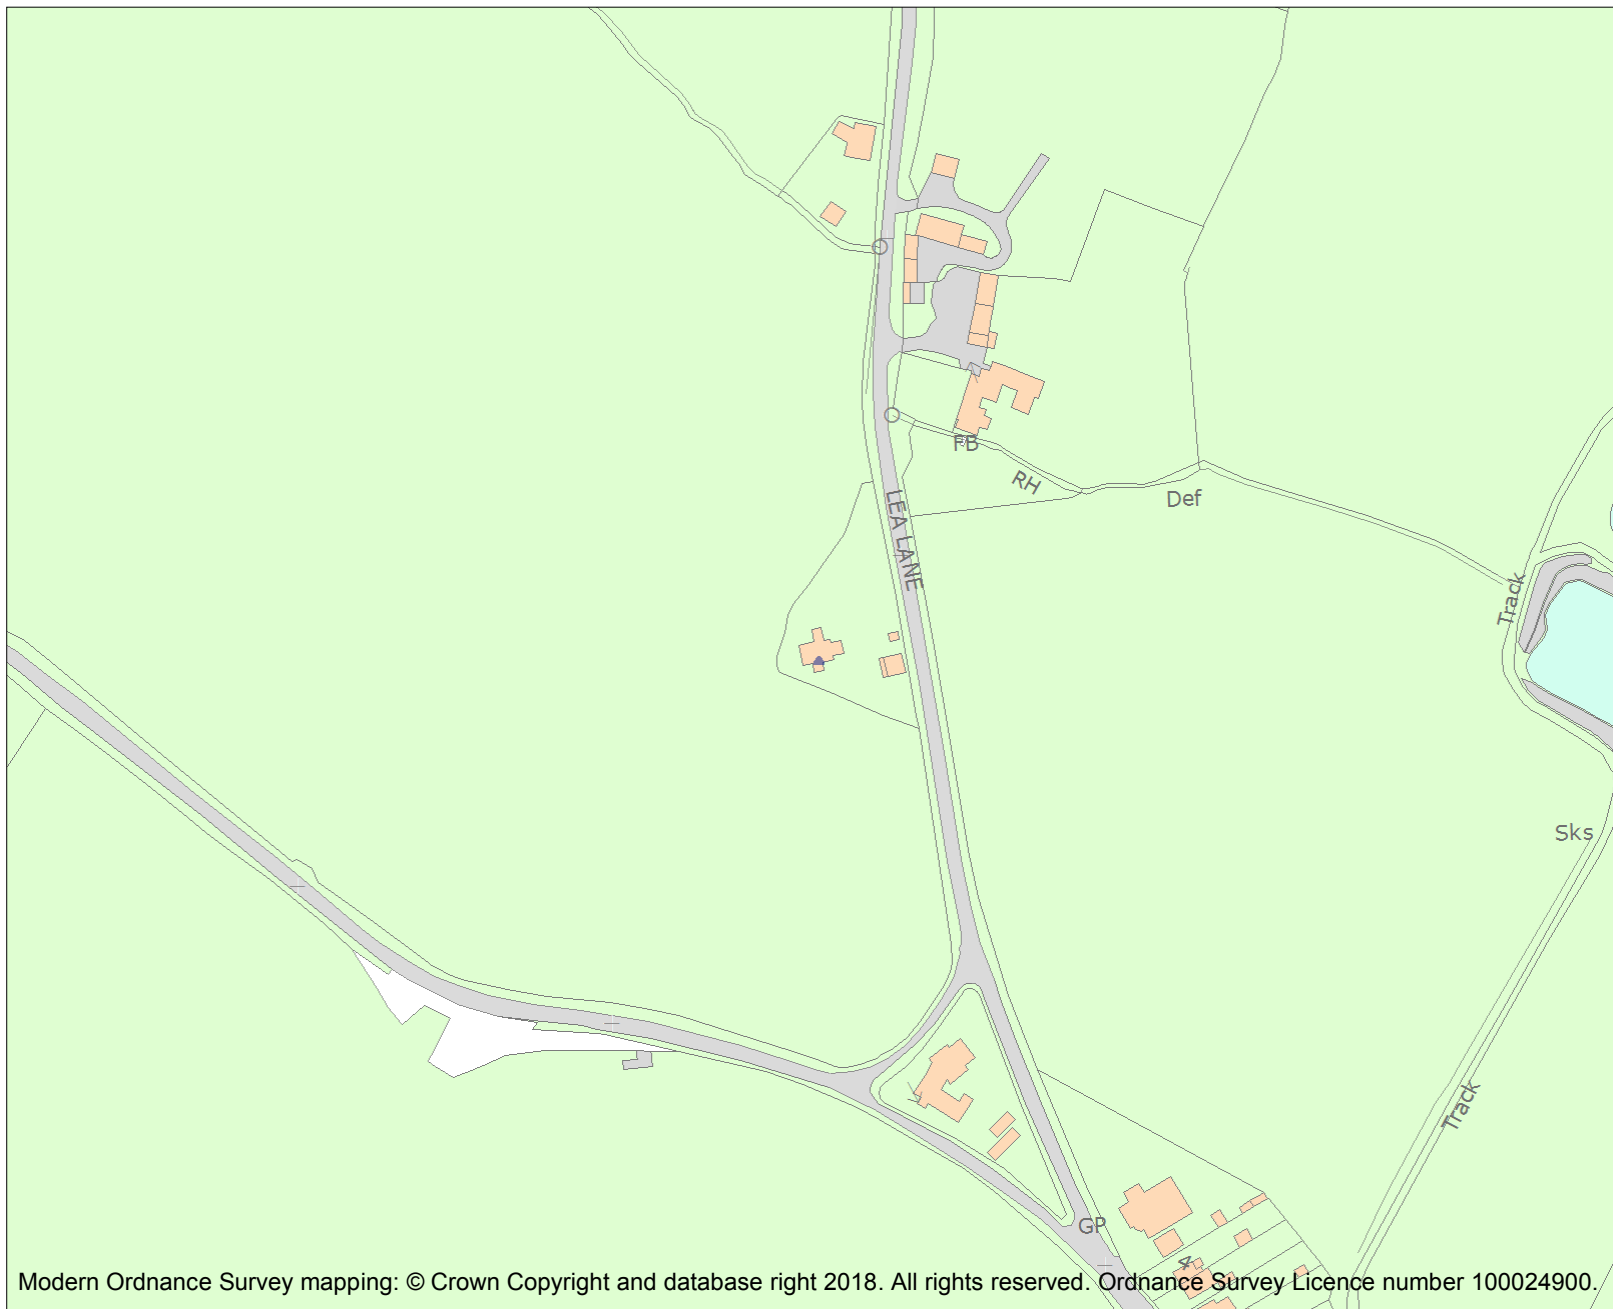 FB
RH
Def
LEA LANE
Track
Sks
Track
GP
4
Modern Ordnance Survey mapping: © Crown Copyright and database right 2018. All rights reserved. Ordnance Survey Licence number 100024900.